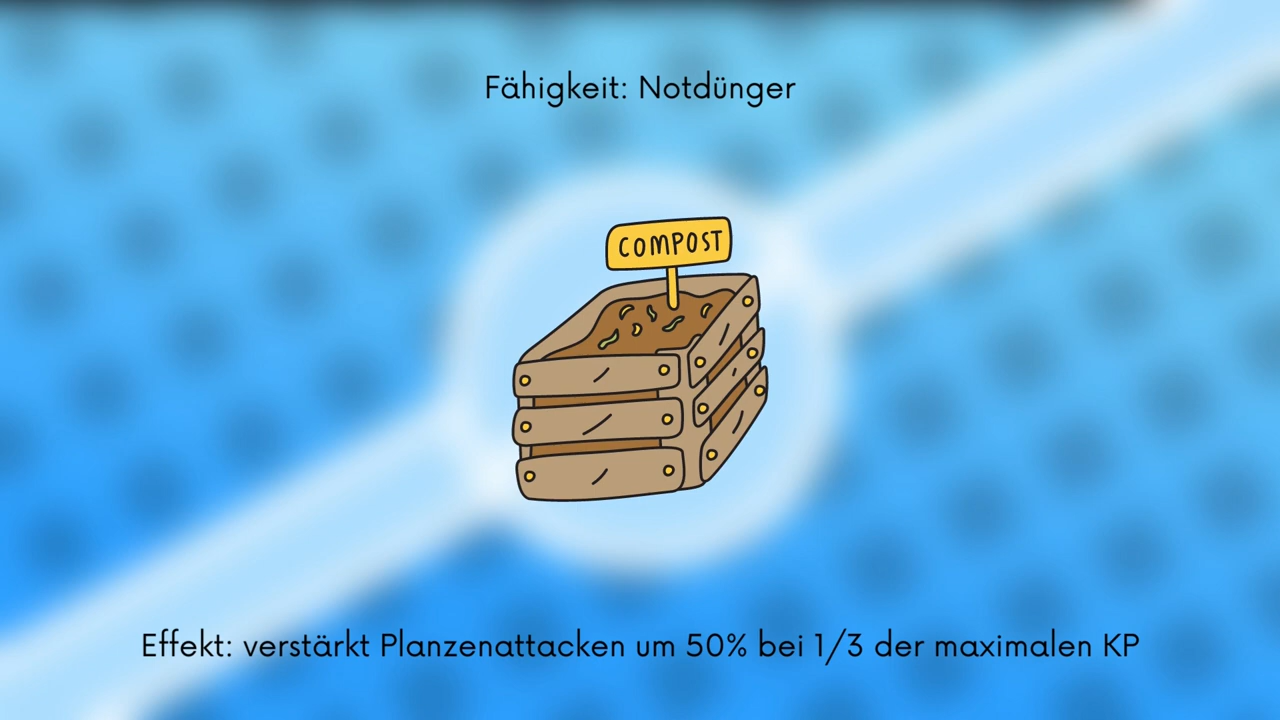 Fähigkeit: Notdünger
COMPOST
Effekt: verstärkt Planzenattacken um 50% bei 1/3 der maximalen KP